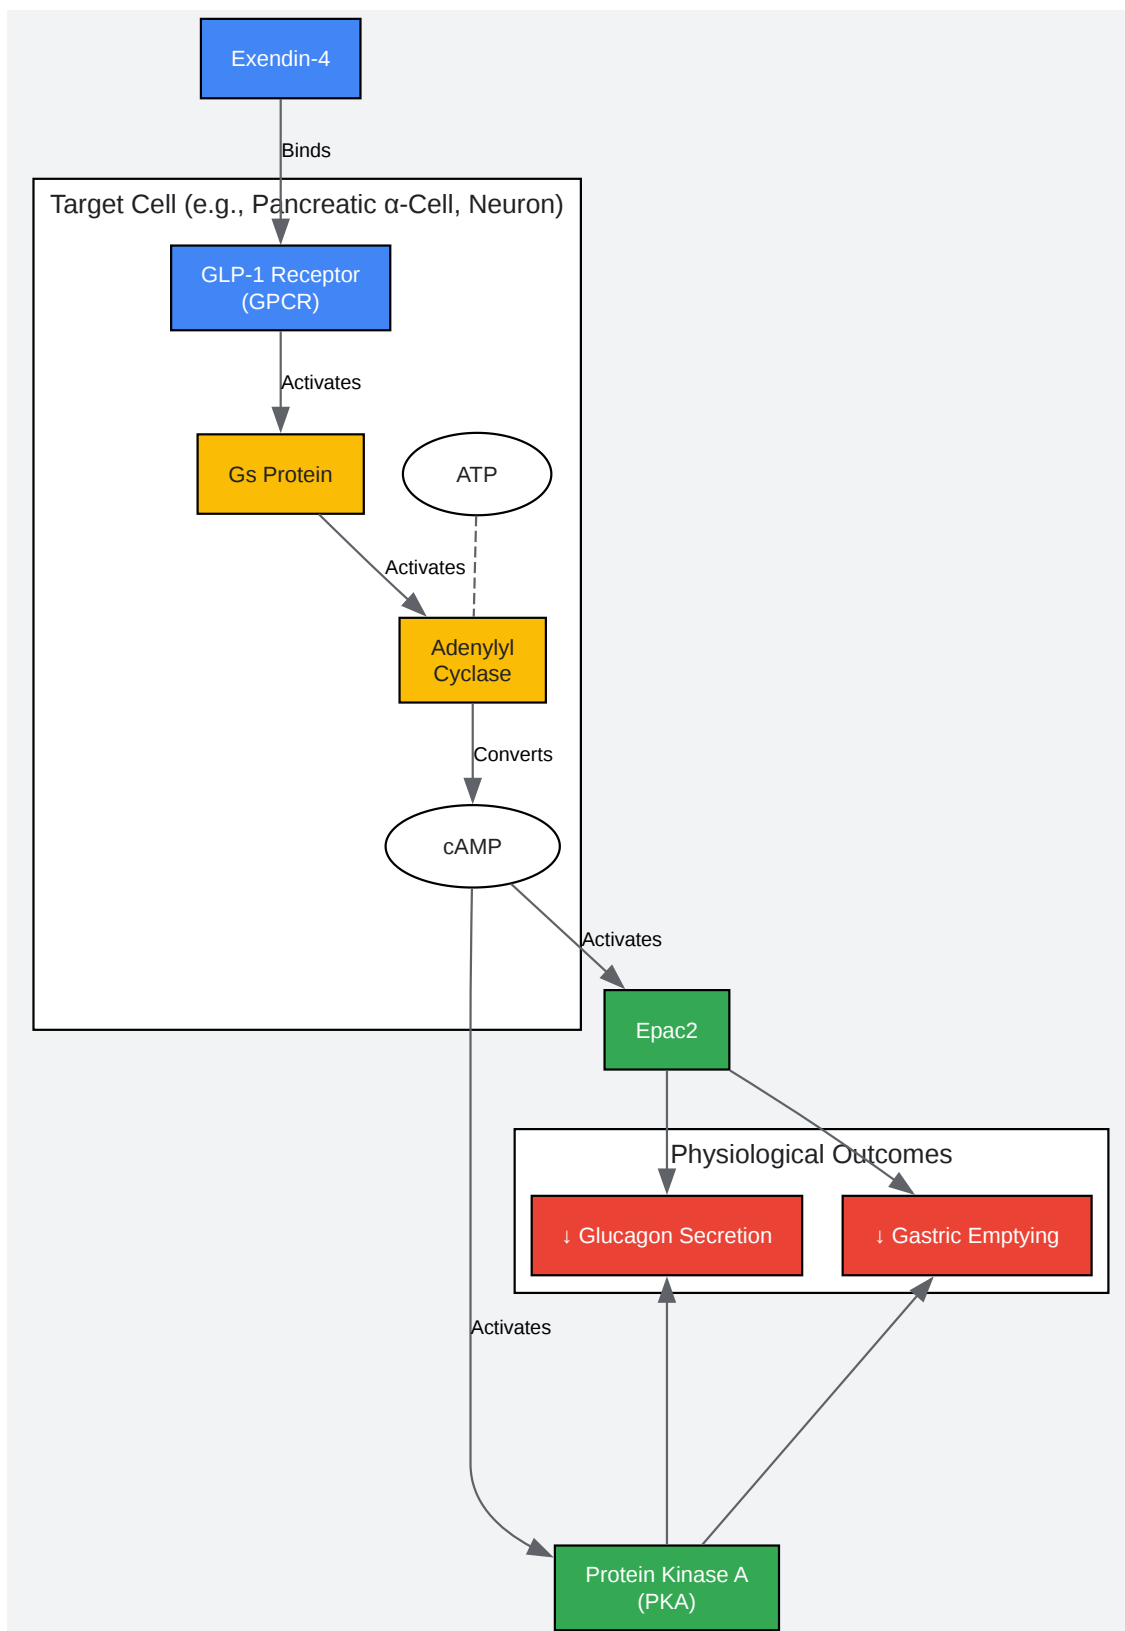 Exendin-4
Binds
Target Cell (e.g., Pancreatic α-Cell, Neuron)
GLP-1 Receptor
(GPCR)
Activates
Gs Protein
ATP
Activates
Adenylyl
Cyclase
Converts
cAMP
Activates
Epac2
Physiological Outcomes
↓ Glucagon Secretion
↓ Gastric Emptying
Activates
Protein Kinase A
(PKA)